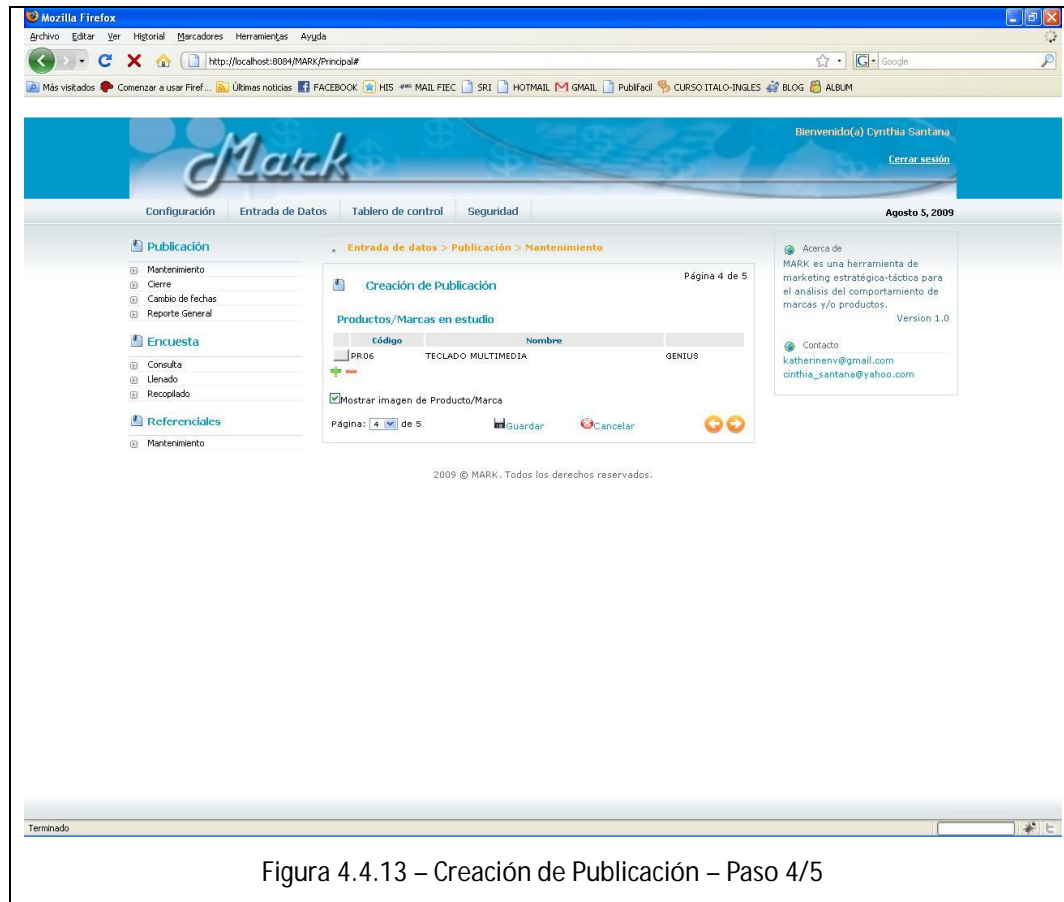 Mozilla Firefox
Archivo Editar Ver Historial Marcadores Herramientas Ayuda
http://localhost:8084/MARK/Principal#
Google
Más visitados Comenzar a usar Firef... Últimas noticias FACEBOOK HI5 MAIL FIEC SRI HOTMAIL GMAIL Publifacil CURSO ITALO-INGLES BLOG ALBUM
Mark
Bienvenido(a) Cynthia Santana
Cerrar sesión
Configuración Entrada de Datos Tablero de control Seguridad
Agosto 5, 2009
Publicación
Mantenimiento
Cierre
Cambio de fechas
Reporte General
Encuesta
Consulta
Llenado
Recopilado
Referenciales
Mantenimiento
Entrada de datos > Publicación > Mantenimiento
Creación de Publicación
Página 4 de 5
Productos/Marcas en estudio
Código Nombre
PR06 TECLADO MULTIMEDIA GENIUS
Mostrar imagen de Producto/Marca
Página: 4 de 5 Guardar Cancelar
Acerca de
MARK es una herramienta de
marketing estratégica-táctica para
el análisis del comportamiento de
marcas y/o productos.
Version 1.0
Contacto
katherinenv@gmail.com
cinthia_santana@yahoo.com
2009 © MARK. Todos los derechos reservados.
Terminado
Figura 4.4.13 – Creación de Publicación – Paso 4/5